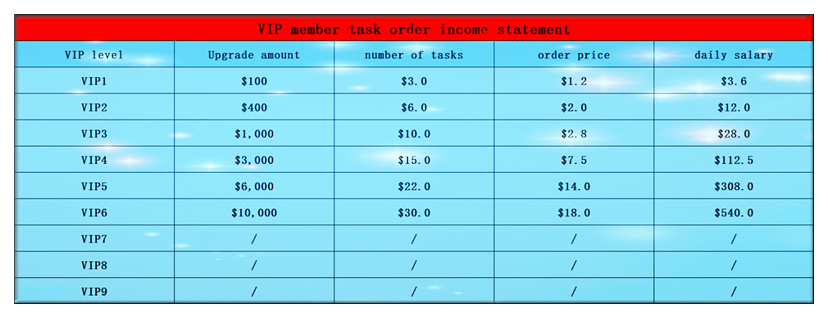 VIP member task order income statement
VIP level Upgrade amount number of tasks order price daily salary
VIP1 $100 $3.0 $1.2 $3.6
VIP2 $400 $6.0 $2.0 $12.0
VIP3 $1,000 $10.0 $2.8 $28.0
VIP4 $3,000 $15.0 $7.5 $112.5
VIP5 $6,000 $22.0 $14.0 $308.0
VIP6 $10,000 $30.0 $18.0 $540.0
VIP7 / / / /
VIP8 / / / /
VIP9 / / / /